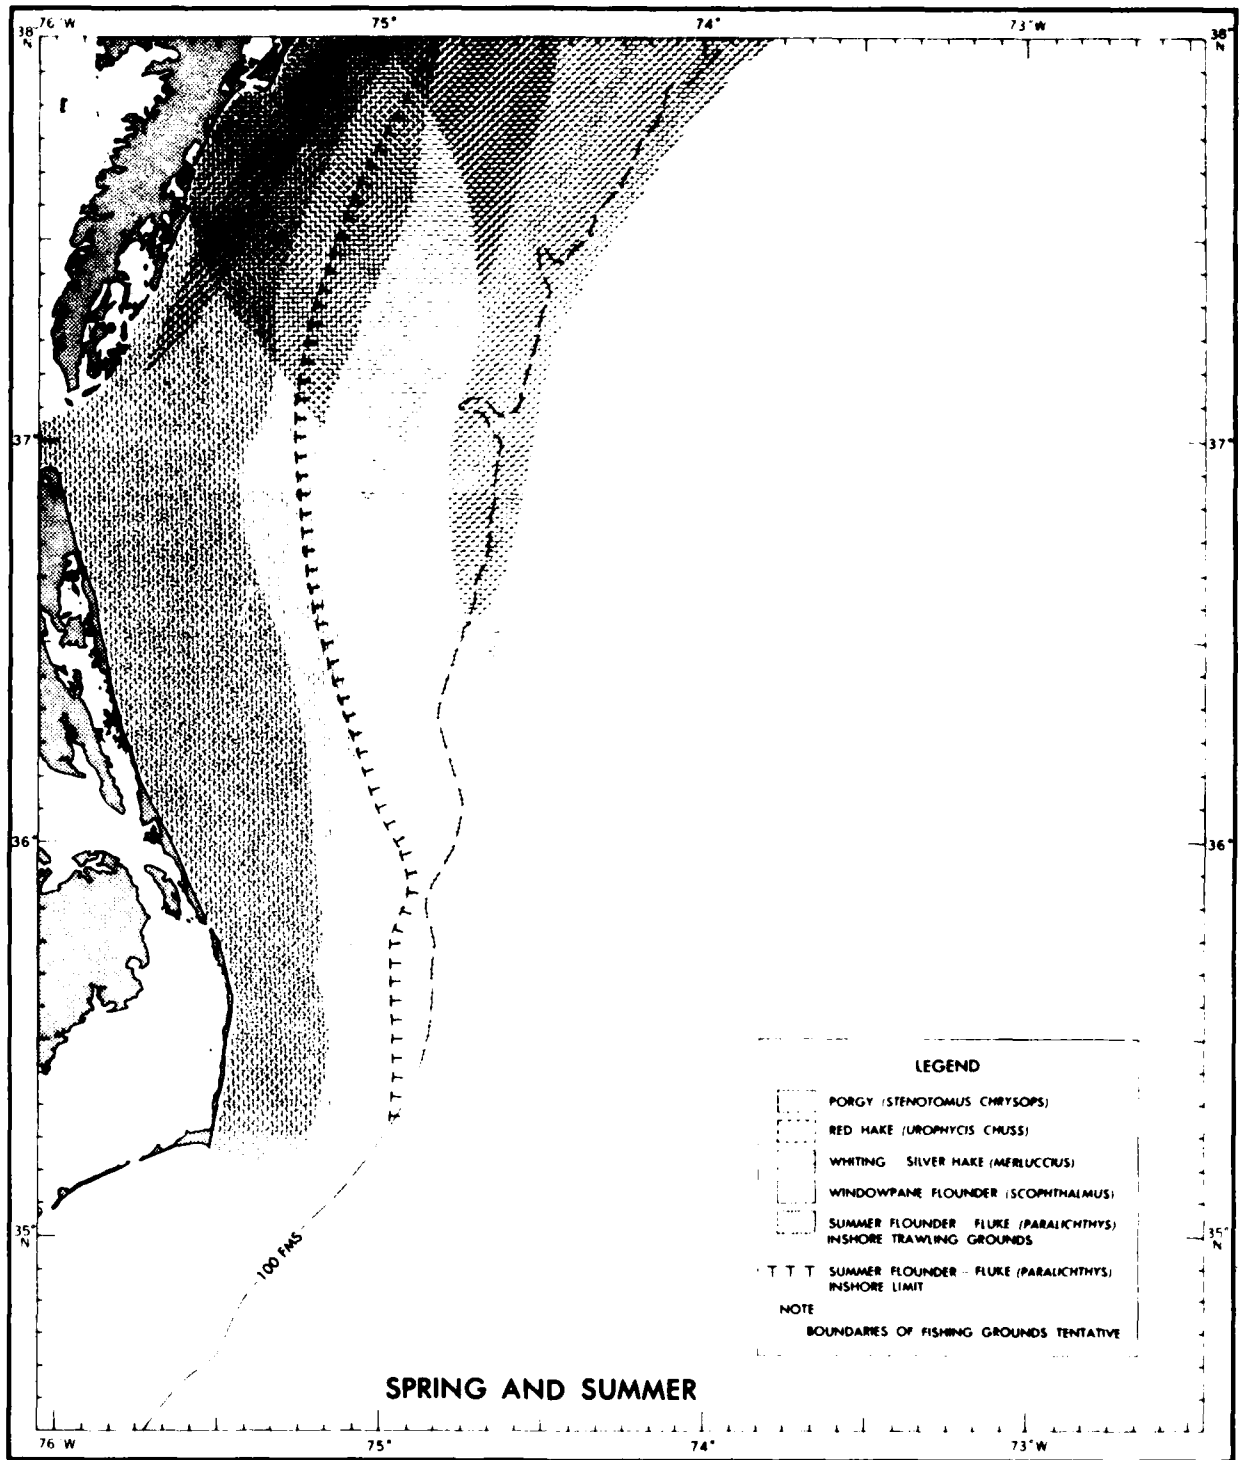 76 W 75° 74° 73°W
38° N 38° N
37° 37°
36° 36°
LEGEND
PORGY (STENOTOMUS CHRYSOPS)
RED HAKE (UROPHYCIS CHUSS)
WHITING SILVER HAKE (MERLUCCIUS)
WINDOWPANE FLOUNDER (SCOPHTHALMUS)
SUMMER FLOUNDER FLUKE (PARALICHTHYS)
INSHORE TRAWLING GROUNDS
35° N 35° N
100 FMS
T T T SUMMER FLOUNDER - FLUKE (PARALICHTHYS)
INSHORE LIMIT
NOTE
BOUNDARIES OF FISHING GROUNDS TENTATIVE
SPRING AND SUMMER
76 W 75° 74° 73°W